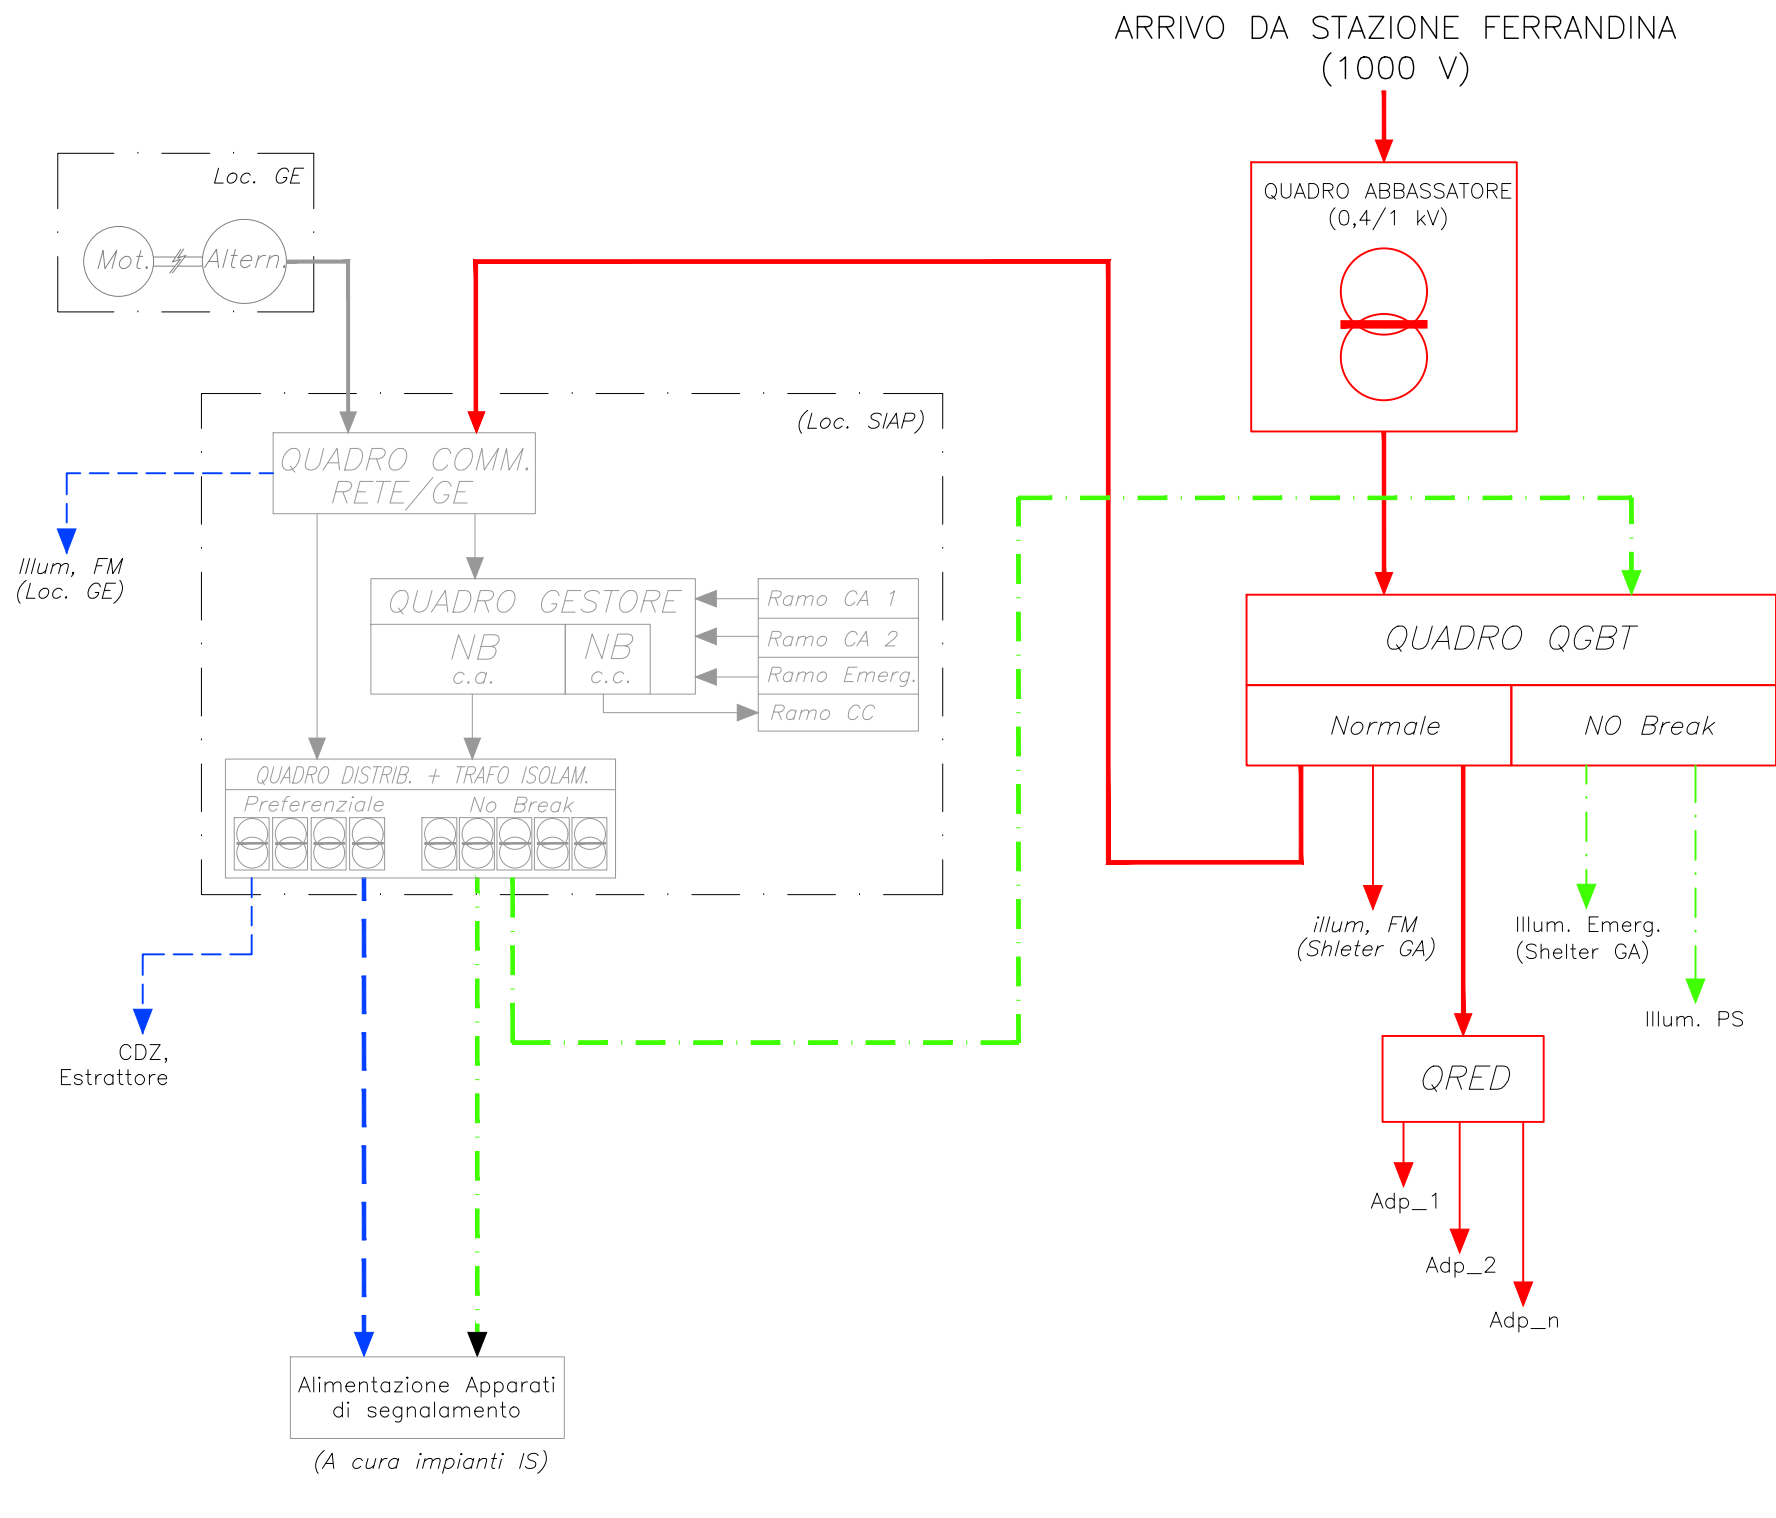 ARRIVO DA STAZIONE FERRANDINA
(1000 V)
Loc. GE
Mot.
Altern.
QUADRO ABBASSATORE
(0,4/1 kV)
(Loc. SIAP)
QUADRO COMM.
RETE/GE
Illum, FM
(Loc. GE)
QUADRO GESTORE
NB
c.a.
NB
c.c.
Ramo CA 1
Ramo CA 2
Ramo Emerg.
Ramo CC
QUADRO QGBT
Normale
NO Break
QUADRO DISTRIB. + TRAFO ISOLAM.
Preferenziale
No Break
illum, FM
(Shleter GA)
Illum. Emerg.
(Shelter GA)
Illum. PS
CDZ,
Estrattore
QRED
Adp_1
Adp_2
Adp_n
Alimentazione Apparati
di segnalamento
(A cura impianti IS)